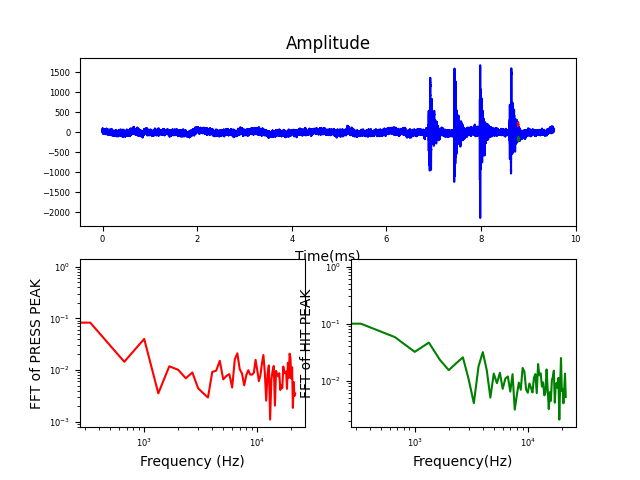 Amplitude
1500
1000
500
0
−500
−1000
−1500
−2000
0 2 4 6 8 10
Time(ms)
FFT of PRESS PEAK
10⁰
10⁻¹
10⁻²
10⁻³
10³ 10⁴
Frequency (Hz)
FFT of HIT PEAK
10⁰
10⁻¹
10⁻²
10³ 10⁴
Frequency(Hz)